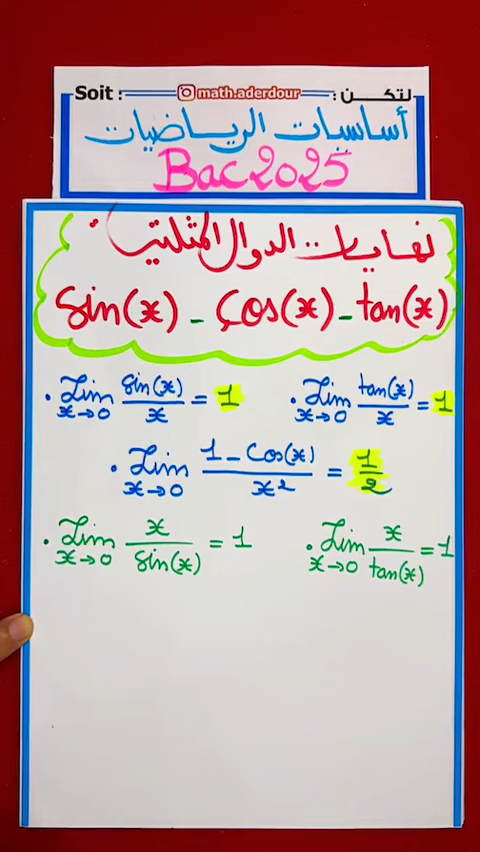 Soit : math.aderdour لتكن :
أساسات الرياضيات
Bac2025
نهايات الدوال المثلثية
sin(x) - cos(x) - tan(x)
• Lim x→0 sin(x)/x = 1 • Lim x→0 tan(x)/x = 1
• Lim x→0 1 - cos(x)/x² = 1/2
• Lim x→0 x/sin(x) = 1 • Lim x→0 x/tan(x) = 1